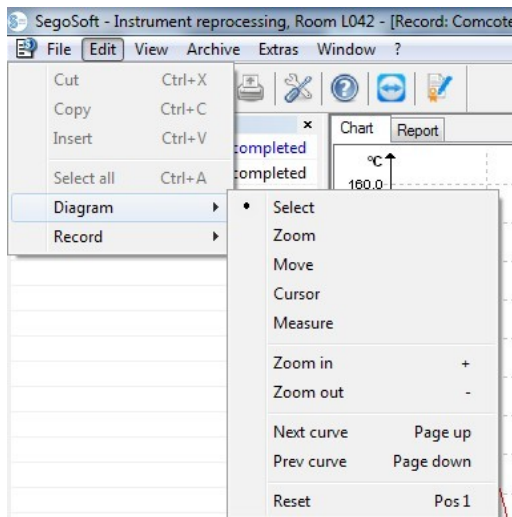 SegoSoft - Instrument reprocessing, Room L042 - [Record: Comcote
File Edit View Archive Extras Window ?
Cut Ctrl+X
Copy Ctrl+C
Insert Ctrl+V
Select all Ctrl+A
Diagram
Record
completed
completed
Chart Report
°C
160.0
Select
Zoom
Move
Cursor
Measure
Zoom in +
Zoom out -
Next curve Page up
Prev curve Page down
Reset Pos 1